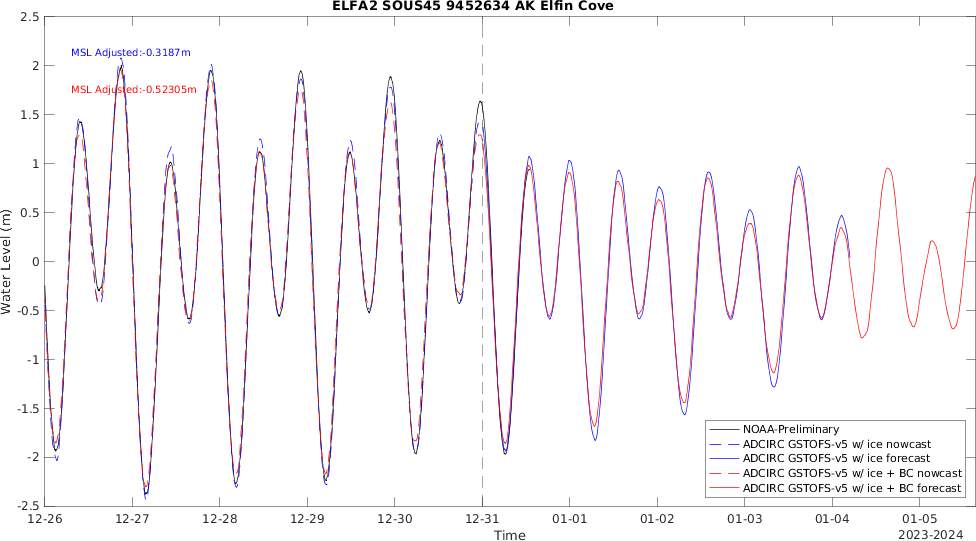 ELFA2 SOUS45 9452634 AK Elfin Cove
MSL Adjusted:-0.3187m
MSL Adjusted:-0.52305m
Water Level (m)
2.5
2
1.5
1
0.5
0
-0.5
-1
-1.5
-2
-2.5
NOAA-Preliminary
ADCIRC GSTOFS-v5 w/ ice nowcast
ADCIRC GSTOFS-v5 w/ ice forecast
ADCIRC GSTOFS-v5 w/ ice + BC nowcast
ADCIRC GSTOFS-v5 w/ ice + BC forecast
12-26 12-27 12-28 12-29 12-30 12-31 01-01 01-02 01-03 01-04 01-05
Time
2023-2024